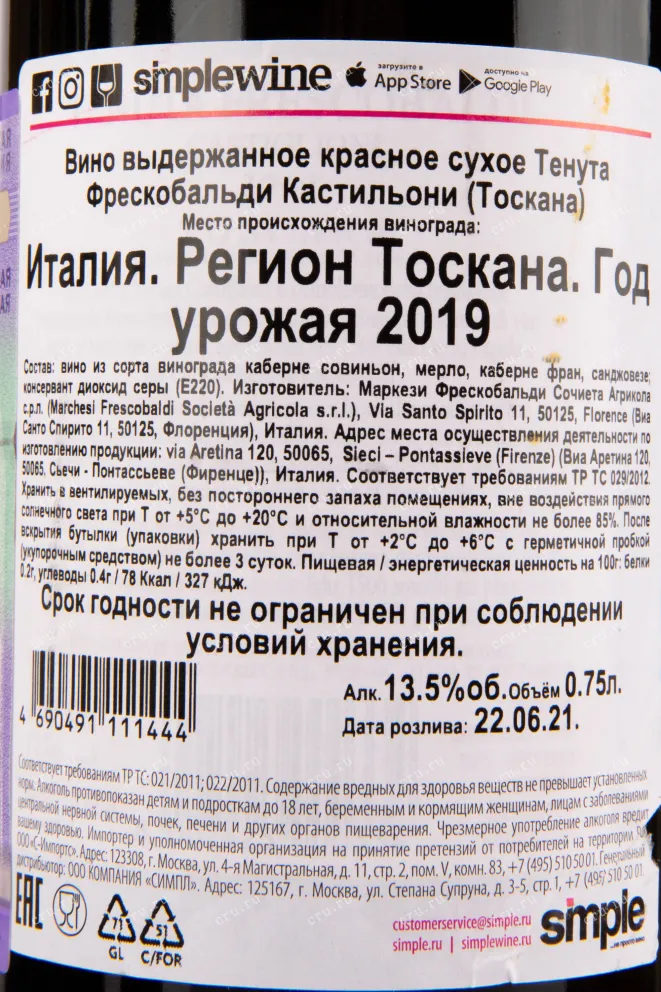 simplewine загрузите в App Store доступно на Google Play
Вино выдержанное красное сухое Тенута
Фрескобальди Кастильони (Тоскана)
Место происхождения винограда:
Италия. Регион Тоскана. Год
урожая 2019
Состав: вино из сорта винограда каберне совиньон, мерло, каберне фран, санджовезе;
консервант диоксид серы (Е220). Изготовитель: Маркези Фрескобальди Сочиета Агрикола
с.р.л. (Marchesi Frescobaldi Società Agricola s.r.l.), Via Santo Spirito 11, 50125, Florence (Виа
Санто Спирито 11, 50125, Флоренция), Италия. Адрес места осуществления деятельности по
изготовлению продукции: via Aretina 120, 50065, Sieci – Pontassieve (Firenze) (Виа Аретина 120,
50065, Сьечи - Понтассьеве (Фиренце)), Италия. Соответствует требованиям ТР ТС 029/2012.
Хранить в вентилируемых, без постороннего запаха помещениях, вне воздействия прямого
солнечного света при Т от +5°С до +20°С и относительной влажности не более 85%. После
вскрытия бутылки (упаковки) хранить при Т от +2°С до +6°С с герметичной пробкой
(укупорочным средством) не более 3 суток. Пищевая / энергетическая ценность на 100г: белки
0.2г, углеводы 0.4г / 78 Ккал / 327 кДж.
Срок годности не ограничен при соблюдении
условий хранения.
Алк. 13.5%об. Объём 0.75л.
4 690491 111444
Дата розлива: 22.06.21.
Соответствует требованиям ТР ТС: 021/2011; 022/2011. Содержание вредных для здоровья веществ не превышает установленных
норм. Алкоголь противопоказан детям и подросткам до 18 лет, беременным и кормящим женщинам, лицам с заболеваниями
центральной нервной системы, почек, печени и других органов пищеварения. Чрезмерное употребление алкоголя вредит
вашему здоровью. Импортер и уполномоченная организация на принятие претензий от потребителей на территории
ООО «С-Импортс». Адрес: 123308, г. Москва, ул. 4-я Магистральная, д. 11, стр. 2, пом. V, комн. 83, +7 (495) 510 50 01. Генеральный
дистрибьютор: ООО КОМПАНИЯ «СИМПЛ». Адрес: 125167, г. Москва, ул. Степана Супруна, д. 3-5, стр. 1, +7 (495) 510 50 01.
EAC 71 GL 51 C/FOR
customerservice@simple.ru
simple.ru | simplewine.ru
simple
...не просто вино